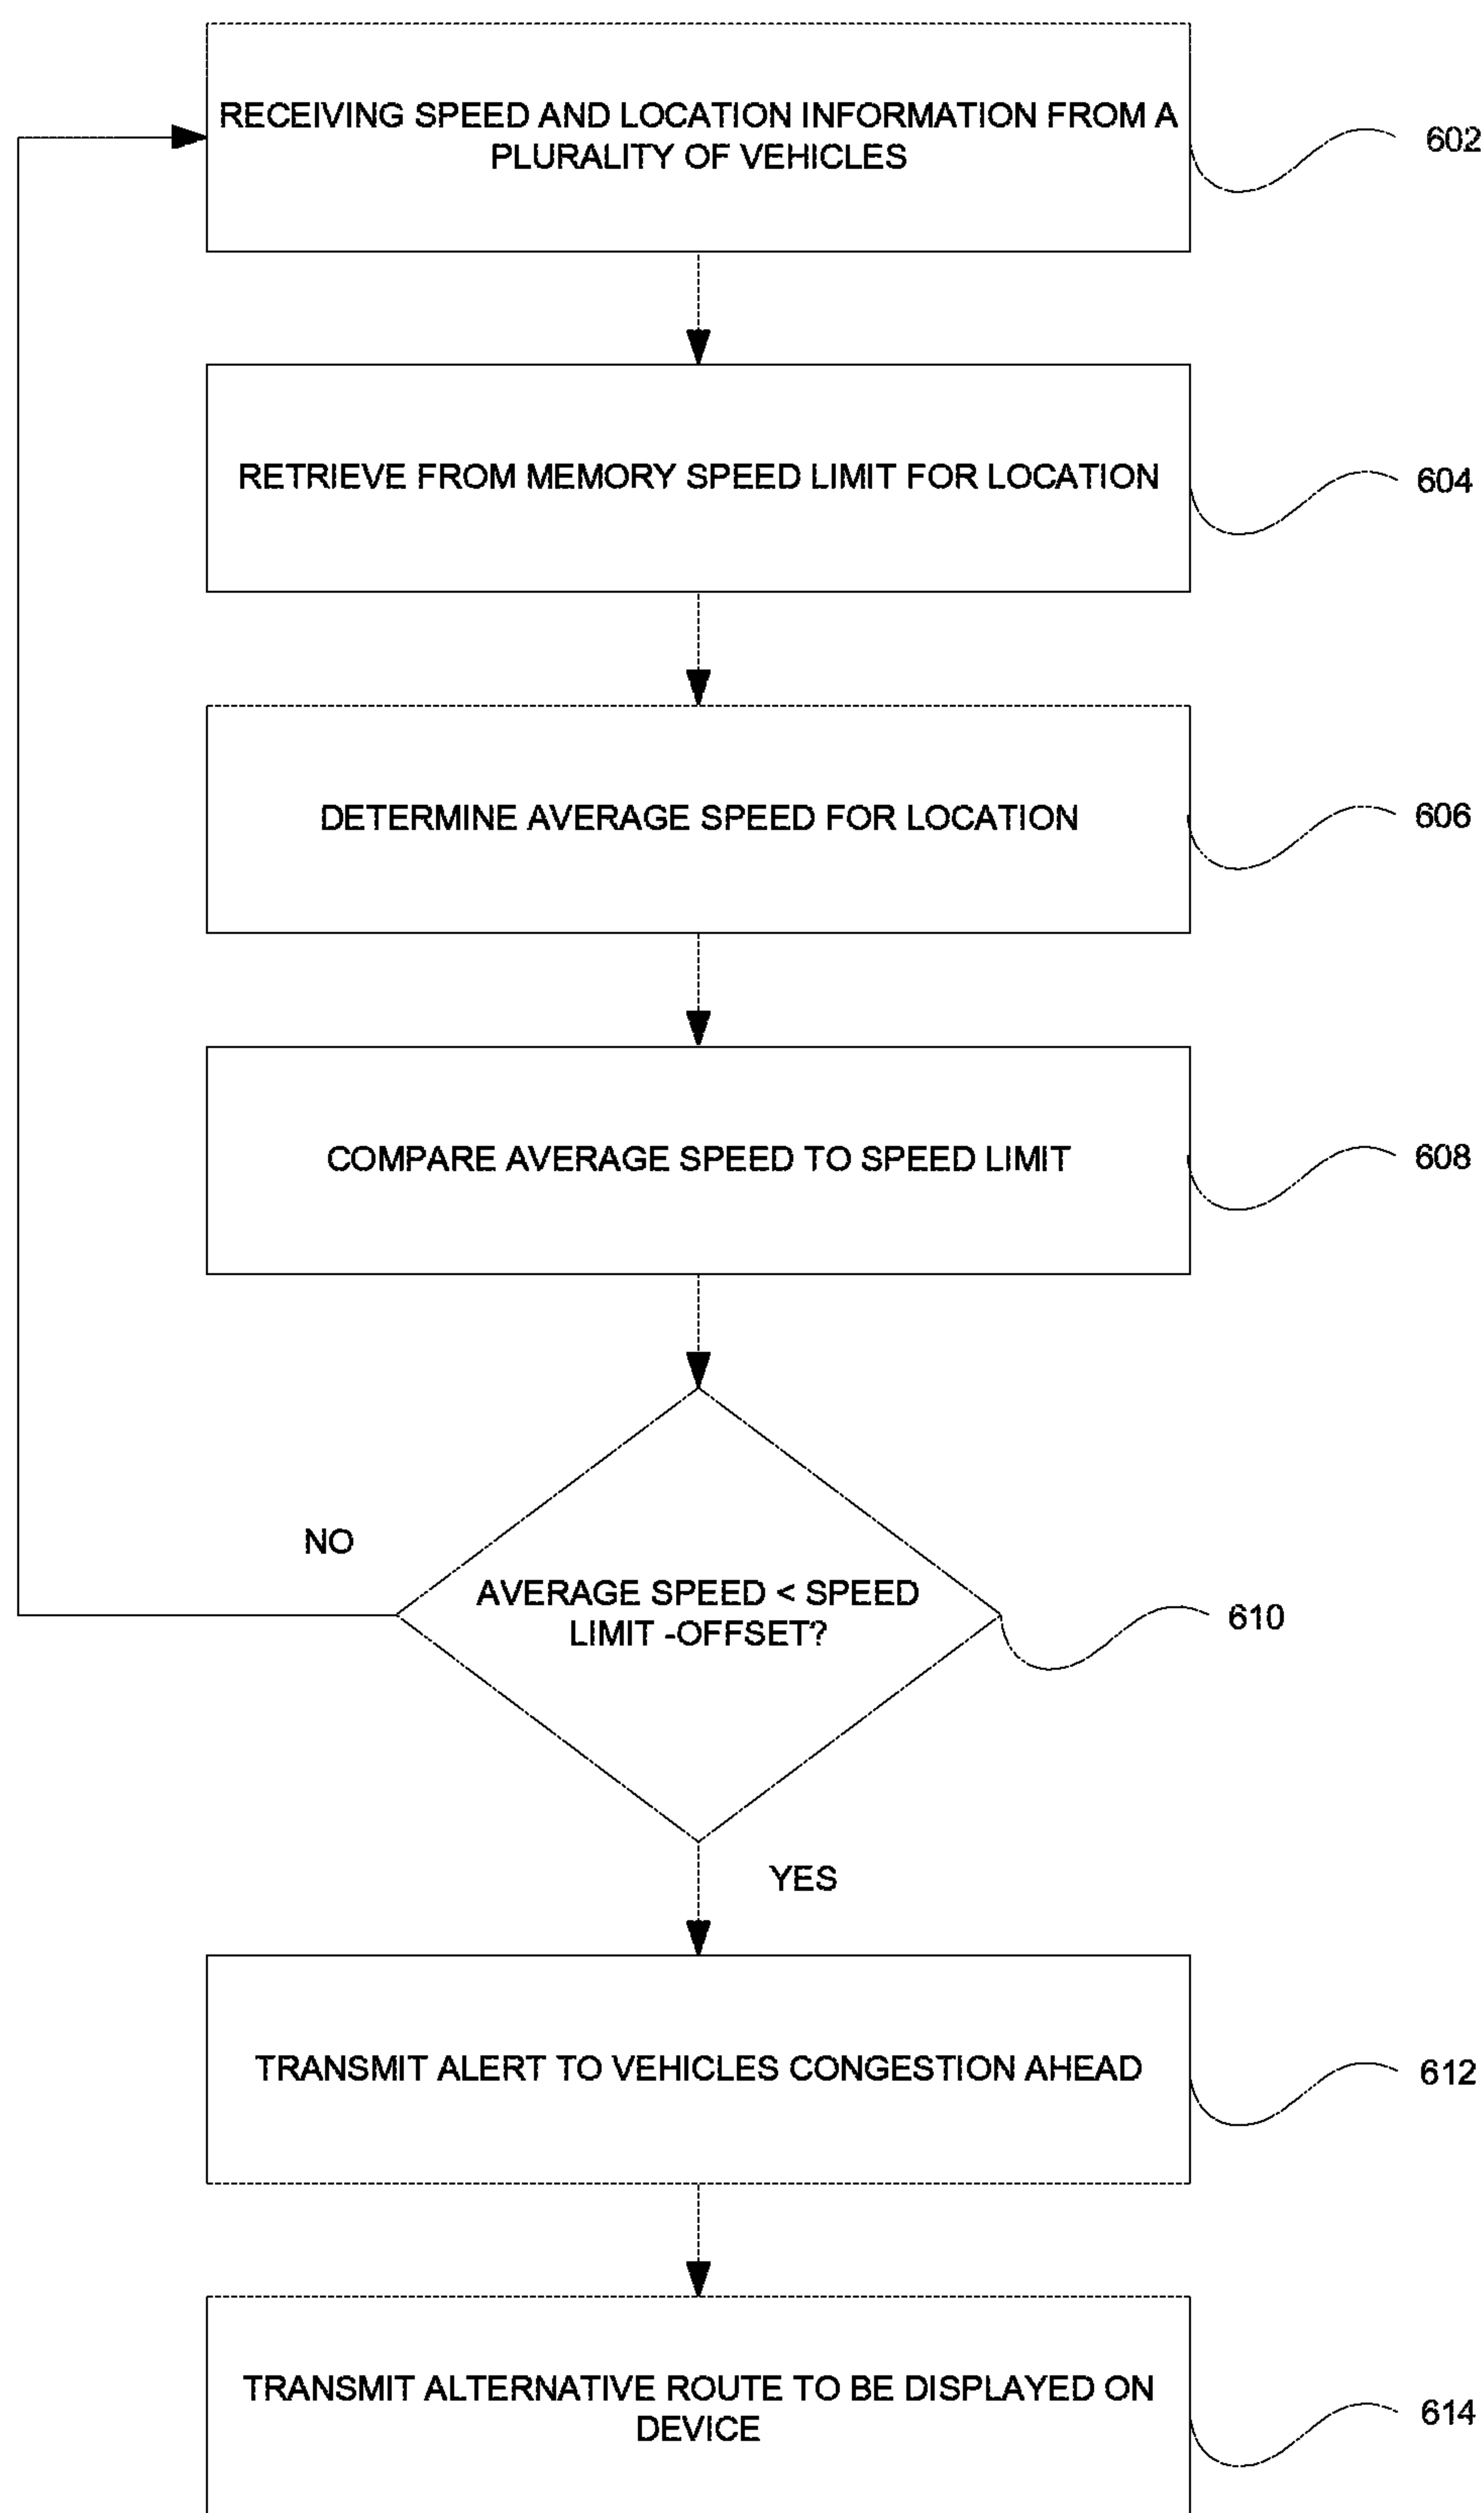 RECEIVING SPEED AND LOCATION INFORMATION FROM A
PLURALITY OF VEHICLES
602
RETRIEVE FROM MEMORY SPEED LIMIT FOR LOCATION
604
DETERMINE AVERAGE SPEED FOR LOCATION
606
COMPARE AVERAGE SPEED TO SPEED LIMIT
608
NO
AVERAGE SPEED < SPEED
LIMIT -OFFSET?
610
YES
TRANSMIT ALERT TO VEHICLES CONGESTION AHEAD
612
TRANSMIT ALTERNATIVE ROUTE TO BE DISPLAYED ON
DEVICE
614